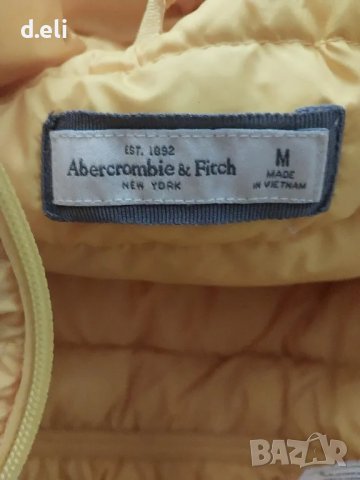 d.eli
EST. 1892
Abercrombie & Fitch
NEW YORK
M
MADE
IN VIETNAM
BAZAR